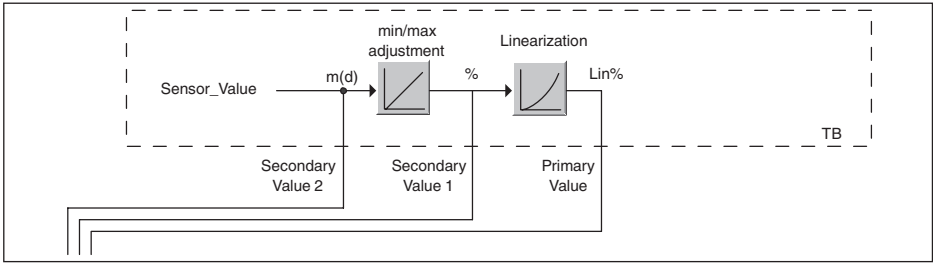 min/max
adjustment
Linearization
Sensor_Value
m(d)
%
Lin%
TB
Secondary
Value 2
Secondary
Value 1
Primary
Value